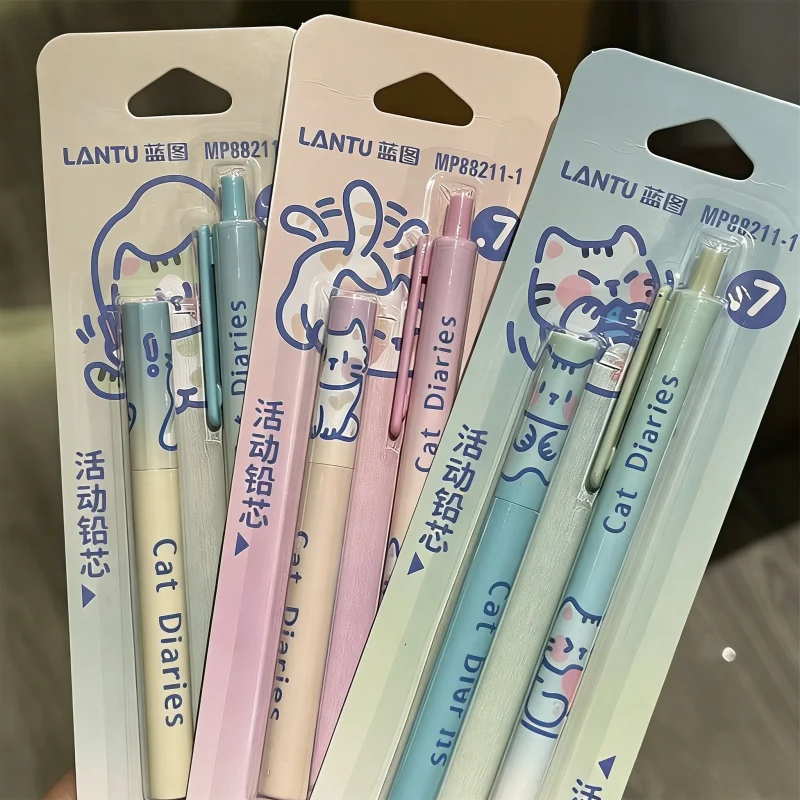 LANTU 蓝图 MP88211
活动铅芯
Cat Diaries
Diaries
LANTU 蓝图 MP88211-1
.7
活动铅芯
Cat Diaries
Cat Diaries
LANTU 蓝图 MP88211-1
.7
活动铅芯
Cat
Cat Diaries
活